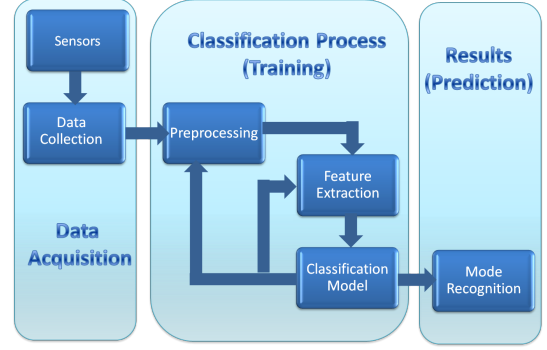 Sensors
Data
Collection
Data
Acquisition
Classification Process
(Training)
Preprocessing
Feature
Extraction
Classification
Model
Results
(Prediction)
Mode
Recognition